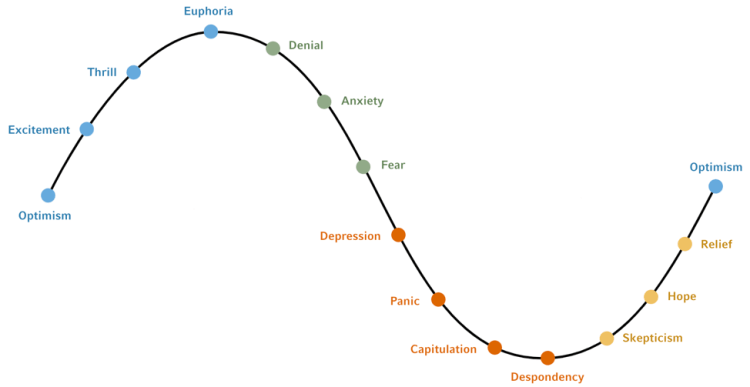 Euphoria
Denial
Thrill
Anxiety
Excitement
Fear
Optimism
Optimism
Depression
Relief
Panic
Hope
Skepticism
Capitulation
Despondency